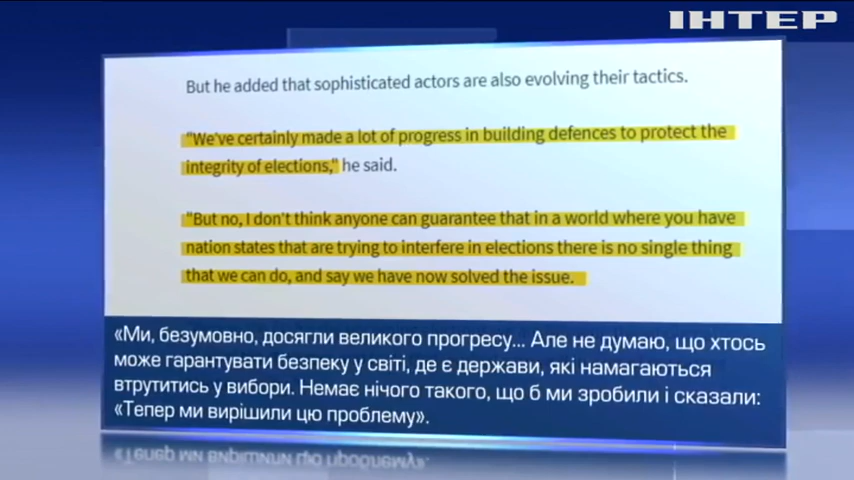 ІНТЕР
But he added that sophisticated actors are also evolving their tactics.
"We've certainly made a lot of progress in building defences to protect the
integrity of elections," he said.
"But no, I don't think anyone can guarantee that in a world where you have
nation states that are trying to interfere in elections there is no single thing
that we can do, and say we have now solved the issue.
«Ми, безумовно, досягли великого прогресу... Але не думаю, що хтось
може гарантувати безпеку у світі, де є держави, які намагаються
втрутитись у вибори. Немає нічого такого, що б ми зробили і сказали:
«Тепер ми вирішили цю проблему».